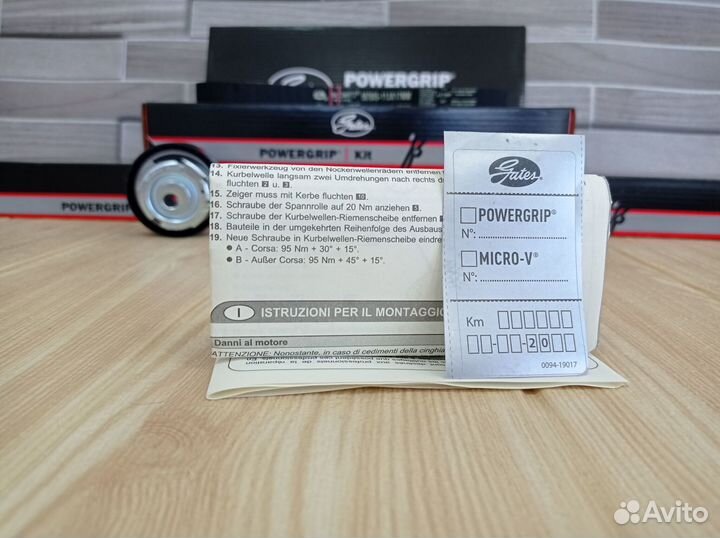 Gates
POWERGRIP®
Gates
POWERGRIP® Kit
13. Fixierwerkzeug von den Nockenwellenrädern entfernen
14. Kurbelwelle langsam zwei Umdrehungen nach rechts
fluchten 2 u. 3.
15. Zeiger muss mit Kerbe fluchten 10.
16. Schraube der Spannrolle auf 20 Nm anziehen 5.
17. Schraube der Kurbelwellen-Riemenscheibe entfernen
18. Bauteile in der umgekehrten Reihenfolge des Ausbaus
19. Neue Schraube in Kurbelwellen-Riemenscheibe
● A - Corsa: 95 Nm + 30° + 15°.
● B - Außer Corsa: 95 Nm + 45° + 15°.
I ISTRUZIONI PER IL MONTAGGIO
Danni al motore
ATTENZIONE: Nonostante, in caso di cedimenti della cinghia
Gates®
POWERGRIP®
N°:
MICRO-V®
N°:
Km
- -20
0094-19017
Avito